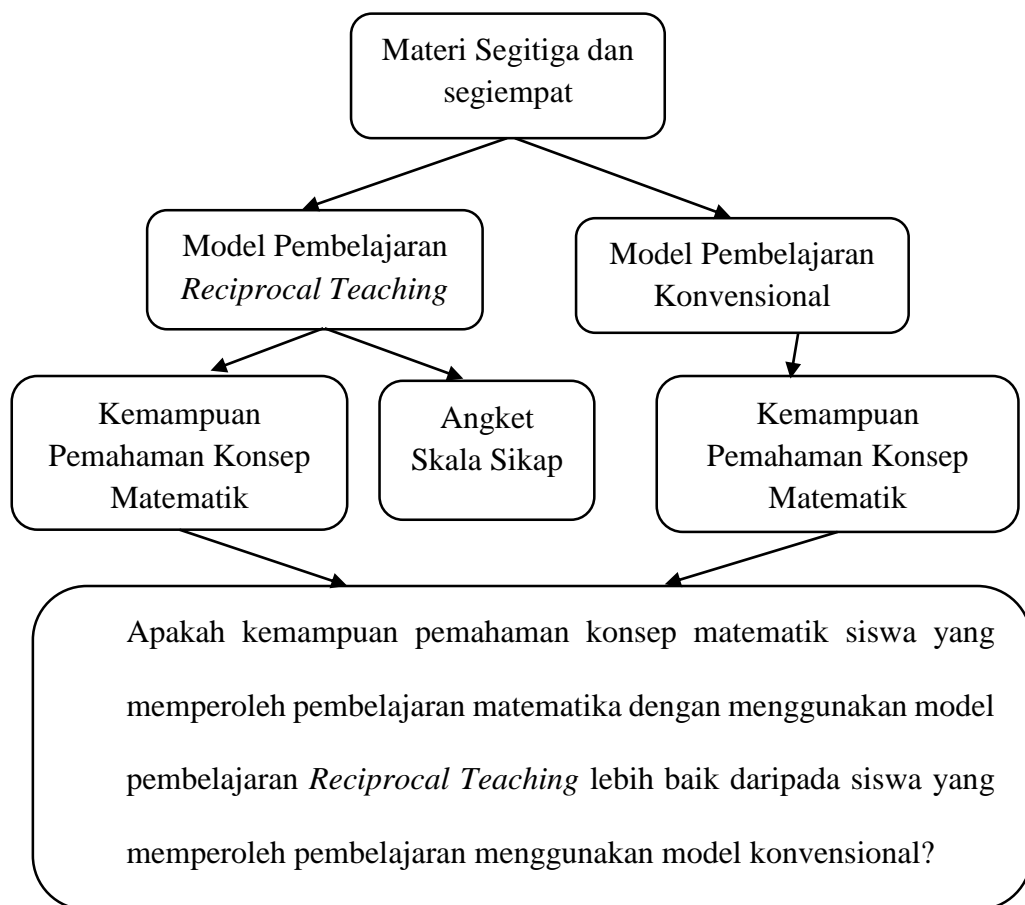 Materi Segitiga dan
segiempat
Model Pembelajaran
Reciprocal Teaching
Model Pembelajaran
Konvensional
Kemampuan
Pemahaman Konsep
Matematik
Angket
Skala Sikap
Kemampuan
Pemahaman Konsep
Matematik
Apakah kemampuan pemahaman konsep matematik siswa yang
memperoleh pembelajaran matematika dengan menggunakan model
pembelajaran Reciprocal Teaching lebih baik daripada siswa yang
memperoleh pembelajaran menggunakan model konvensional?